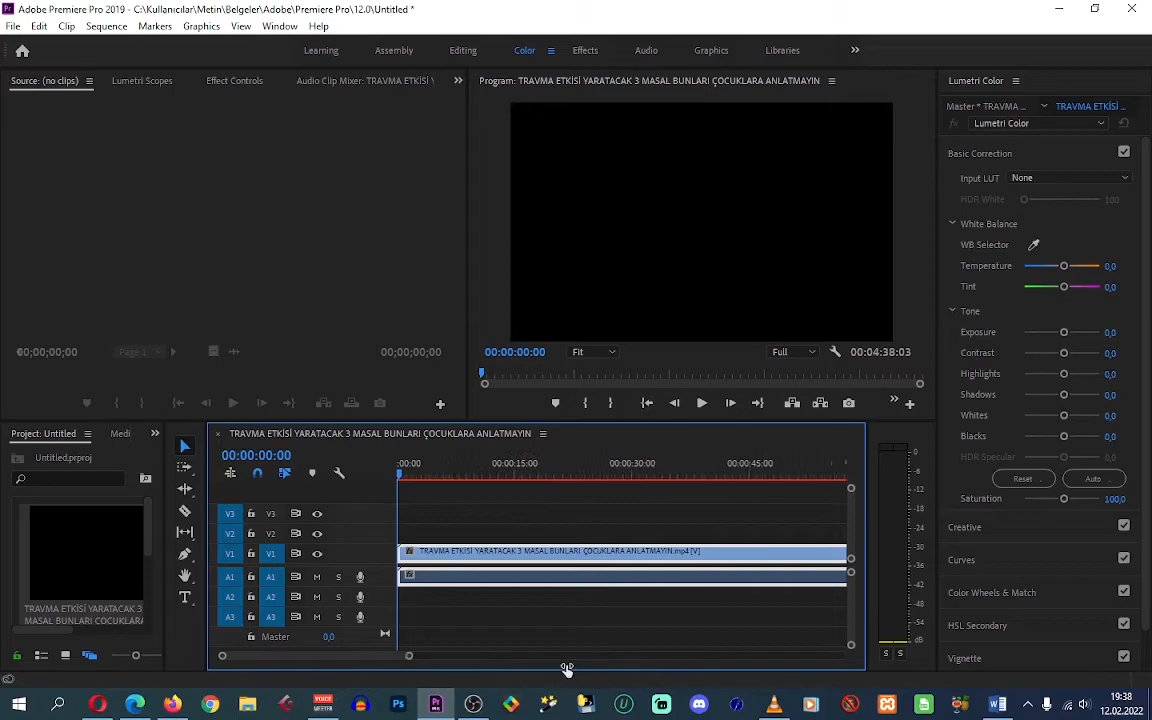 Adobe Premiere Pro 2019 - C:\Kullanıcılar\Metin\Belgeler\Adobe\Premiere Pro\12.0\Untitled *
File Edit Clip Sequence Markers Graphics View Window Help
Learning Assembly Editing Color Effects Audio Graphics Libraries
Source: (no clips) Lumetri Scopes Effect Controls Audio Clip Mixer: TRAVMA ETKİSİ Y
Program: TRAVMA ETKİSİ YARATACAK 3 MASAL BUNLARI ÇOCUKLARA ANLATMAYIN
Lumetri Color
Master * TRAVMA ... TRAVMA ETKİSİ ...
fx Lumetri Color
Basic Correction
Input LUT None
HDR White 100
White Balance
WB Selector
Temperature 0,0
Tint 0,0
Tone
Exposure 0,0
Contrast 0,0
Highlights 0,0
Shadows 0,0
Whites 0,0
Blacks 0,0
HDR Specular 0,0
Reset Auto
Saturation 100,0
Creative
Curves
Color Wheels & Match
HSL Secondary
Vignette
00;00;00;00 Page 1 00;00;00;00
00:00:00:00 Fit Full 00:04:38:03
Project: Untitled Medi
Untitled.prproj
TRAVMA ETKİSİ YARATACAK 3
MASAL BUNLARI ÇOCUKLARA
TRAVMA ETKİSİ YARATACAK 3 MASAL BUNLARI ÇOCUKLARA ANLATMAYIN
00:00:00:00
:00:00 00:00:15:00 00:00:30:00 00:00:45:00
V3 V3
V2 V2
V1 V1 TRAVMA ETKİSİ YARATACAK 3 MASAL BUNLARI ÇOCUKLARA ANLATMAYIN.mp4 [V]
A1 A1 M S
A2 A2 M S
A3 A3 M S
Master 0,0
0
-6
-12
-18
-24
-30
-36
-42
-48
-54
dB
S S
VOICE
MEETER
19:38
12.02.2022